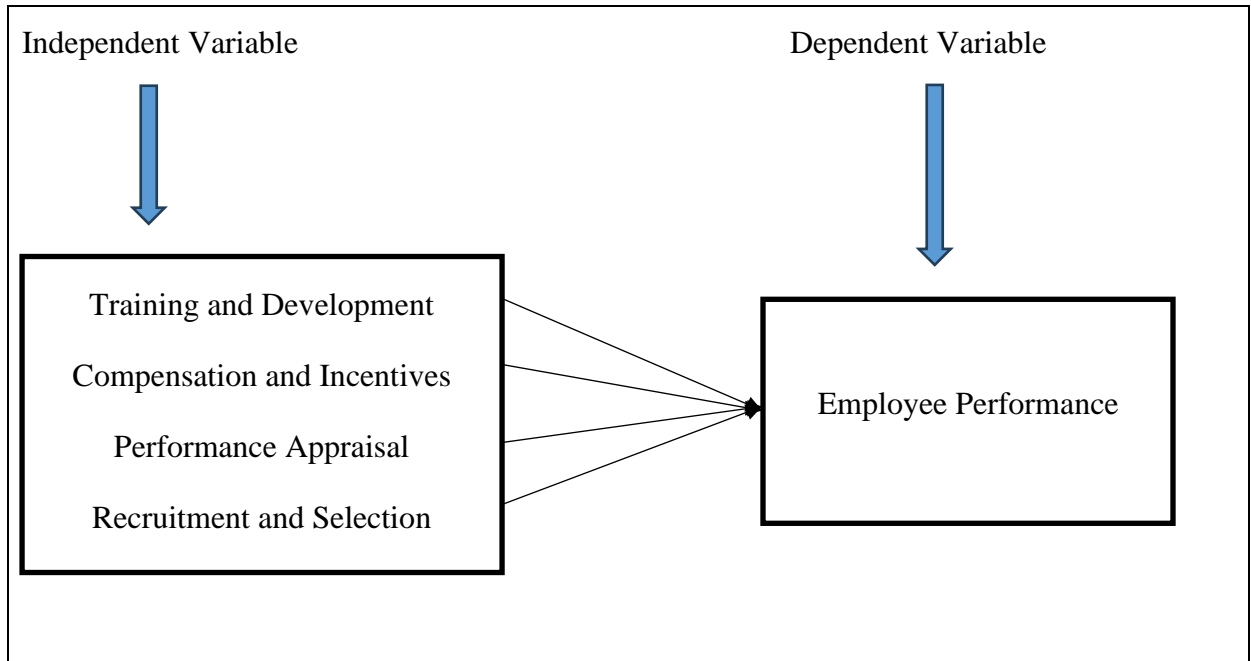 Independent Variable
Dependent Variable
Training and Development
Compensation and Incentives
Performance Appraisal
Recruitment and Selection
Employee Performance